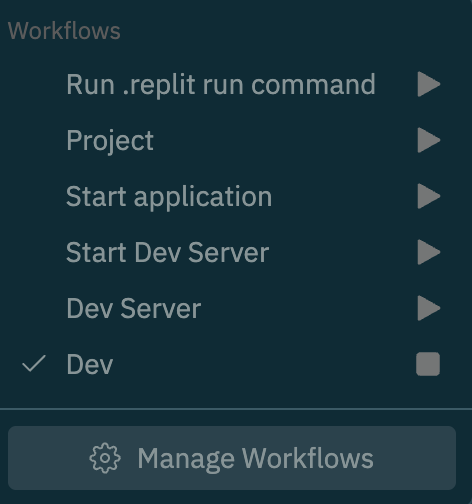 Workflows
Run .replit run command
Project
Start application
Start Dev Server
Dev Server
Dev
Manage Workflows